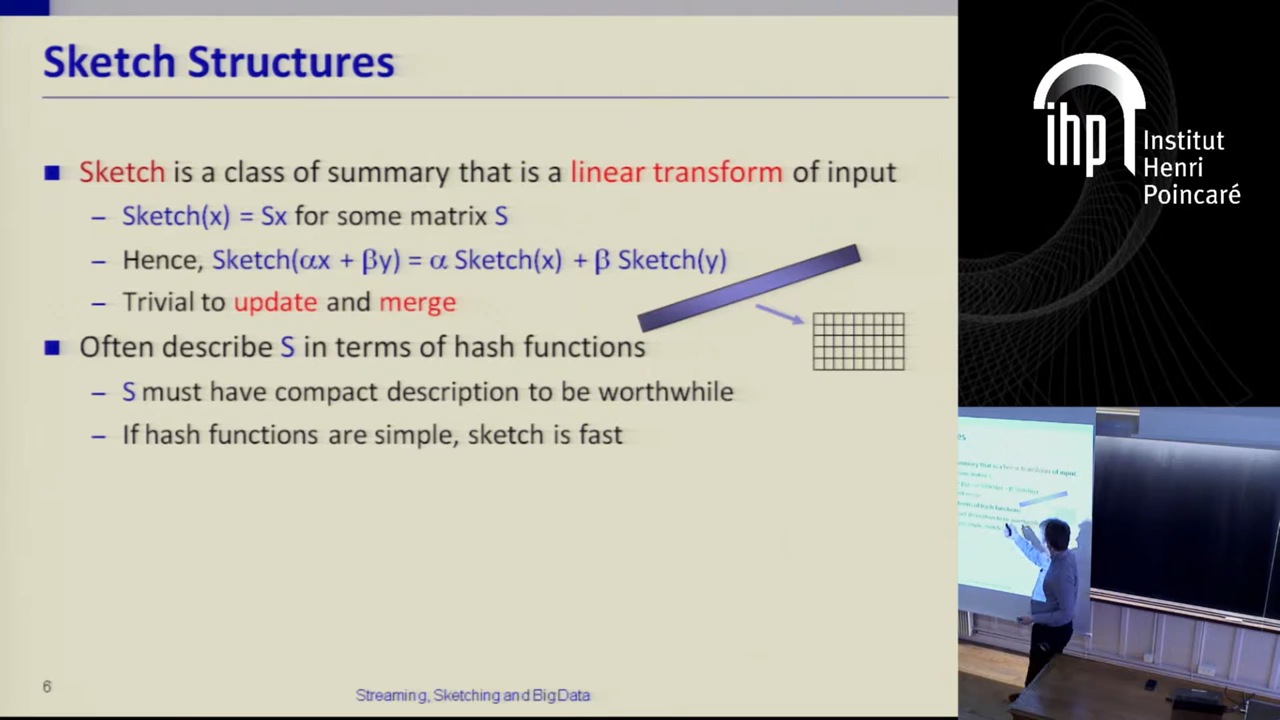 Sketch Structures
■ Sketch is a class of summary that is a linear transform of input
– Sketch(x) = Sx for some matrix S
– Hence, Sketch(αx + βy) = α Sketch(x) + β Sketch(y)
– Trivial to update and merge
■ Often describe S in terms of hash functions
– S must have compact description to be worthwhile
– If hash functions are simple, sketch is fast
6
Streaming, Sketching and Big Data
ihp
Institut
Henri
Poincaré